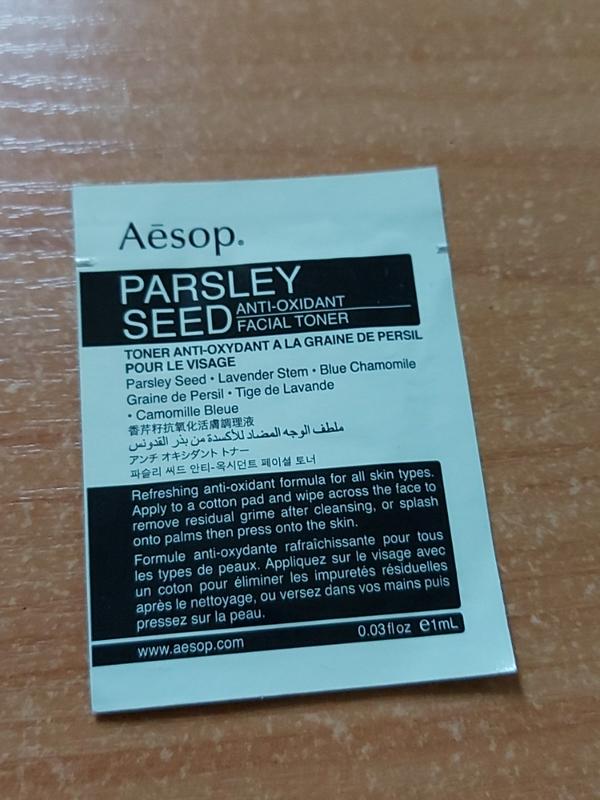 Aēsop.
PARSLEY
SEED
ANTI-OXIDANT
FACIAL TONER
TONER ANTI-OXYDANT A LA GRAINE DE PERSIL
POUR LE VISAGE
Parsley Seed • Lavender Stem • Blue Chamomile
Graine de Persil • Tige de Lavande
• Camomille Bleue
香芹籽抗氧化活膚調理液
ملطف الوجه المضاد للأكسدة من بذر القدونس
アンチ オキシダント トナー
파슬리 씨드 안티-옥시던트 페이셜 토너
Refreshing anti-oxidant formula for all skin types.
Apply to a cotton pad and wipe across the face to
remove residual grime after cleansing, or splash
onto palms then press onto the skin.
Formule anti-oxydante rafraîchissante pour tous
les types de peaux. Appliquez sur le visage avec
un coton pour éliminer les impuretés résiduelles
après le nettoyage, ou versez dans vos mains puis
pressez sur la peau.
www.aesop.com
0.03floz ℮1mL